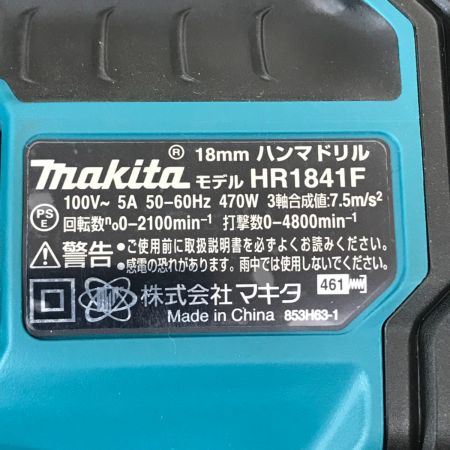 makita® 18mm ハンマドリル
モデル HR1841F
100V~ 5A 50-60Hz 470W 3軸合成値:7.5m/s²
PS E 回転数n₀0-2100min⁻¹ 打撃数0-4800min⁻¹
⚠警告 ●ご使用前に取扱説明書を必ずよくお読みください。
●感電の恐れがあります。雨中では使用しないでください。
株式会社マキタ 461
Made in China 853H63-1